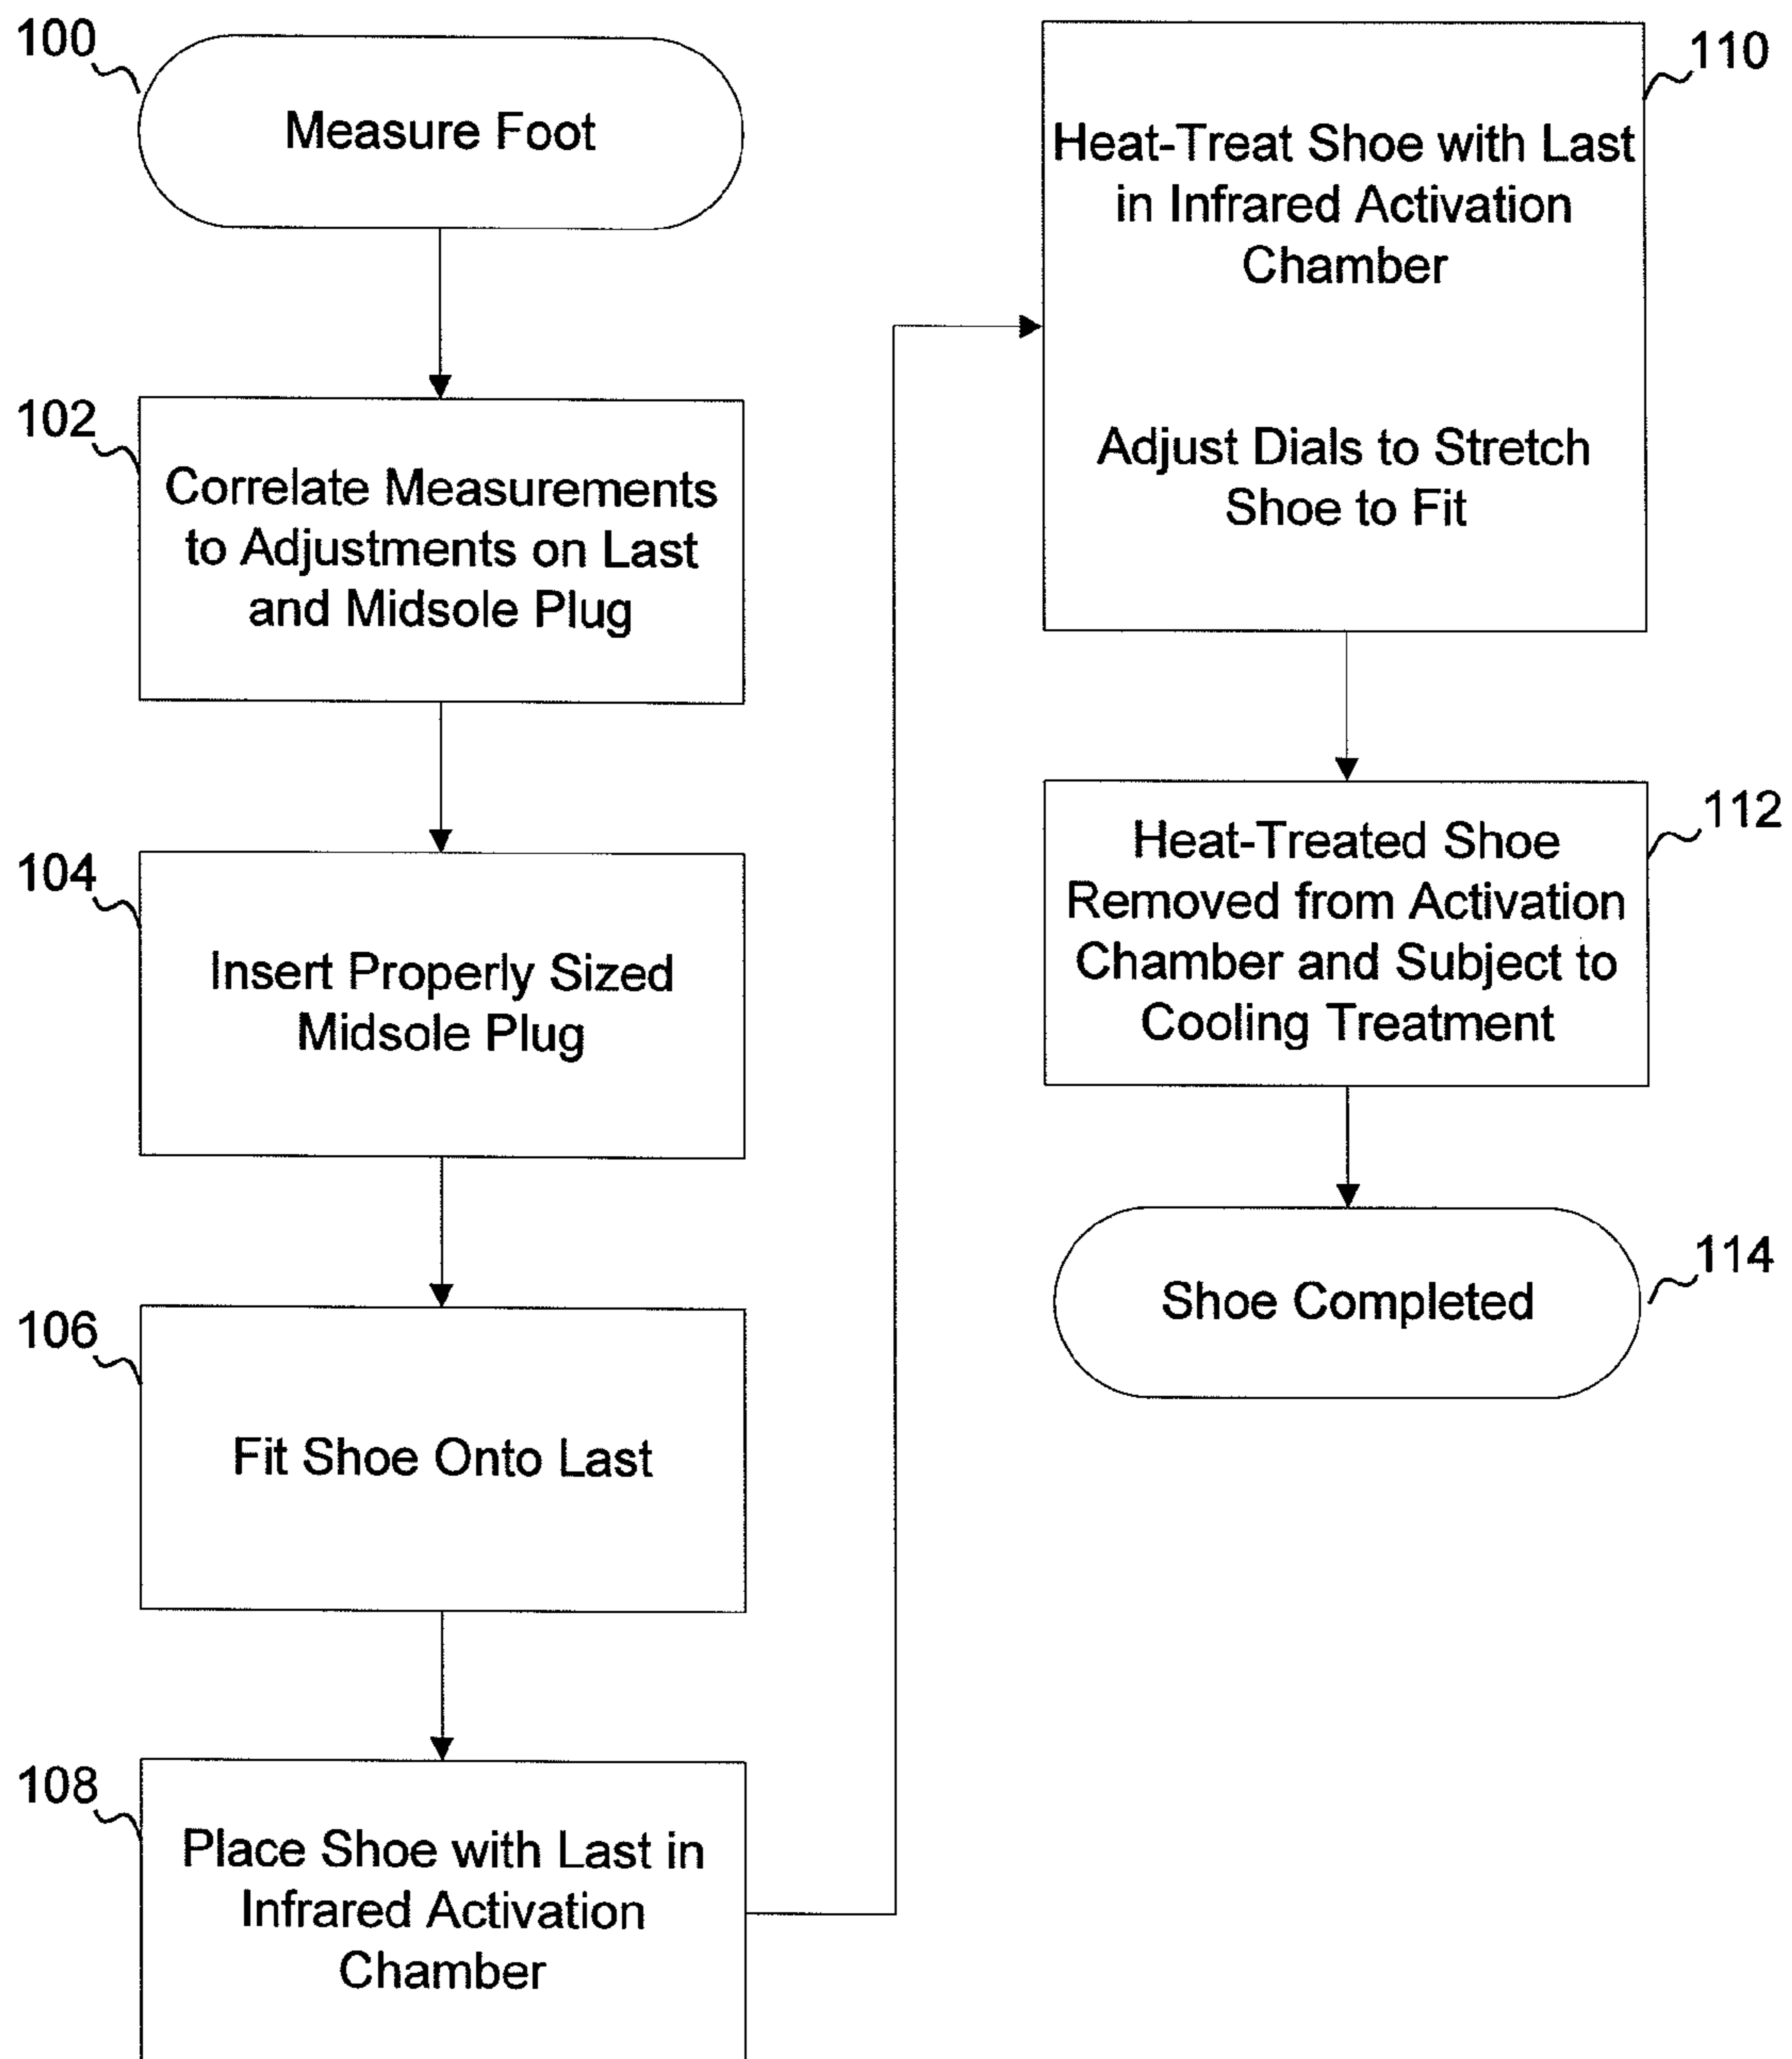 100
Measure Foot
102
Correlate Measurements
to Adjustments on Last
and Midsole Plug
104
Insert Properly Sized
Midsole Plug
106
Fit Shoe Onto Last
108
Place Shoe with Last in
Infrared Activation
Chamber
110
Heat-Treat Shoe with Last
in Infrared Activation
Chamber
Adjust Dials to Stretch
Shoe to Fit
112
Heat-Treated Shoe
Removed from Activation
Chamber and Subject to
Cooling Treatment
114
Shoe Completed